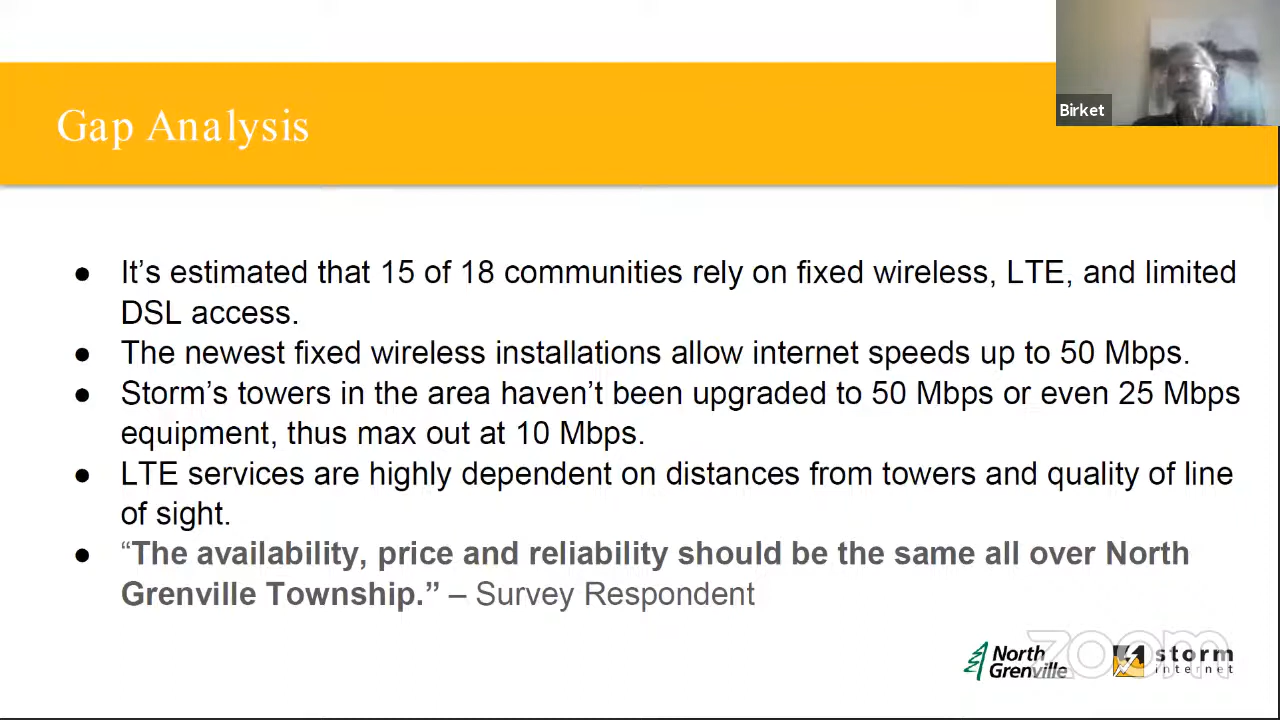 Birket
Gap Analysis
● It’s estimated that 15 of 18 communities rely on fixed wireless, LTE, and limited
DSL access.
● The newest fixed wireless installations allow internet speeds up to 50 Mbps.
● Storm’s towers in the area haven’t been upgraded to 50 Mbps or even 25 Mbps
equipment, thus max out at 10 Mbps.
● LTE services are highly dependent on distances from towers and quality of line
of sight.
● “The availability, price and reliability should be the same all over North
Grenville Township.” – Survey Respondent
zoom
North
Grenville
storm
internet